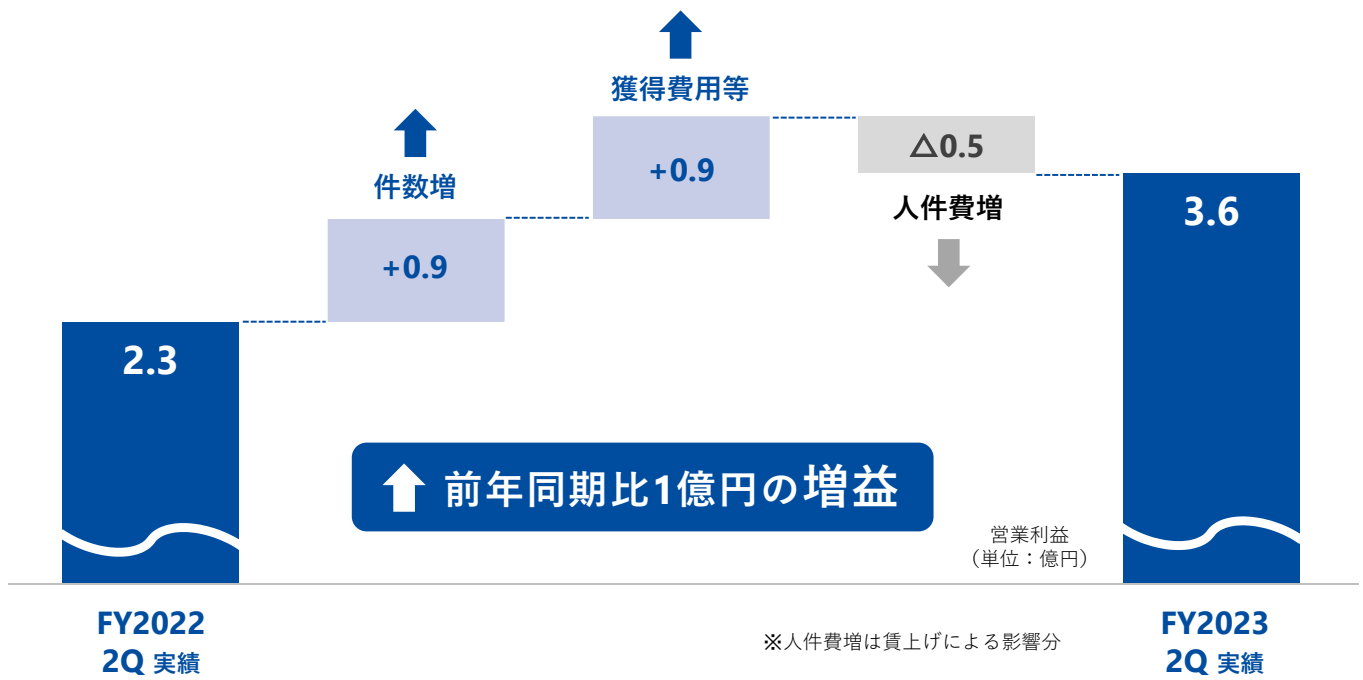 獲得費用等
+0.9
件数増
+0.9
△0.5
人件費増
2.3
3.6
前年同期比1億円の増益
営業利益
（単位：億円）
FY2022
2Q 実績
※人件費増は賃上げによる影響分
FY2023
2Q 実績